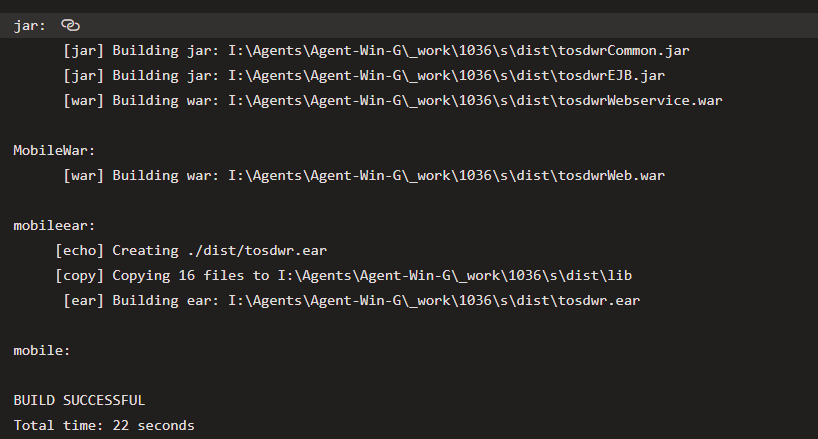 jar:
[jar] Building jar: I:\Agents\Agent-Win-G\_work\1036\s\dist\tosdwrCommon.jar
[jar] Building jar: I:\Agents\Agent-Win-G\_work\1036\s\dist\tosdwrEJB.jar
[war] Building war: I:\Agents\Agent-Win-G\_work\1036\s\dist\tosdwrWebservice.war
MobileWar:
[war] Building war: I:\Agents\Agent-Win-G\_work\1036\s\dist\tosdwrWeb.war
mobileear:
[echo] Creating ./dist/tosdwr.ear
[copy] Copying 16 files to I:\Agents\Agent-Win-G\_work\1036\s\dist\lib
[ear] Building ear: I:\Agents\Agent-Win-G\_work\1036\s\dist\tosdwr.ear
mobile:
BUILD SUCCESSFUL
Total time: 22 seconds